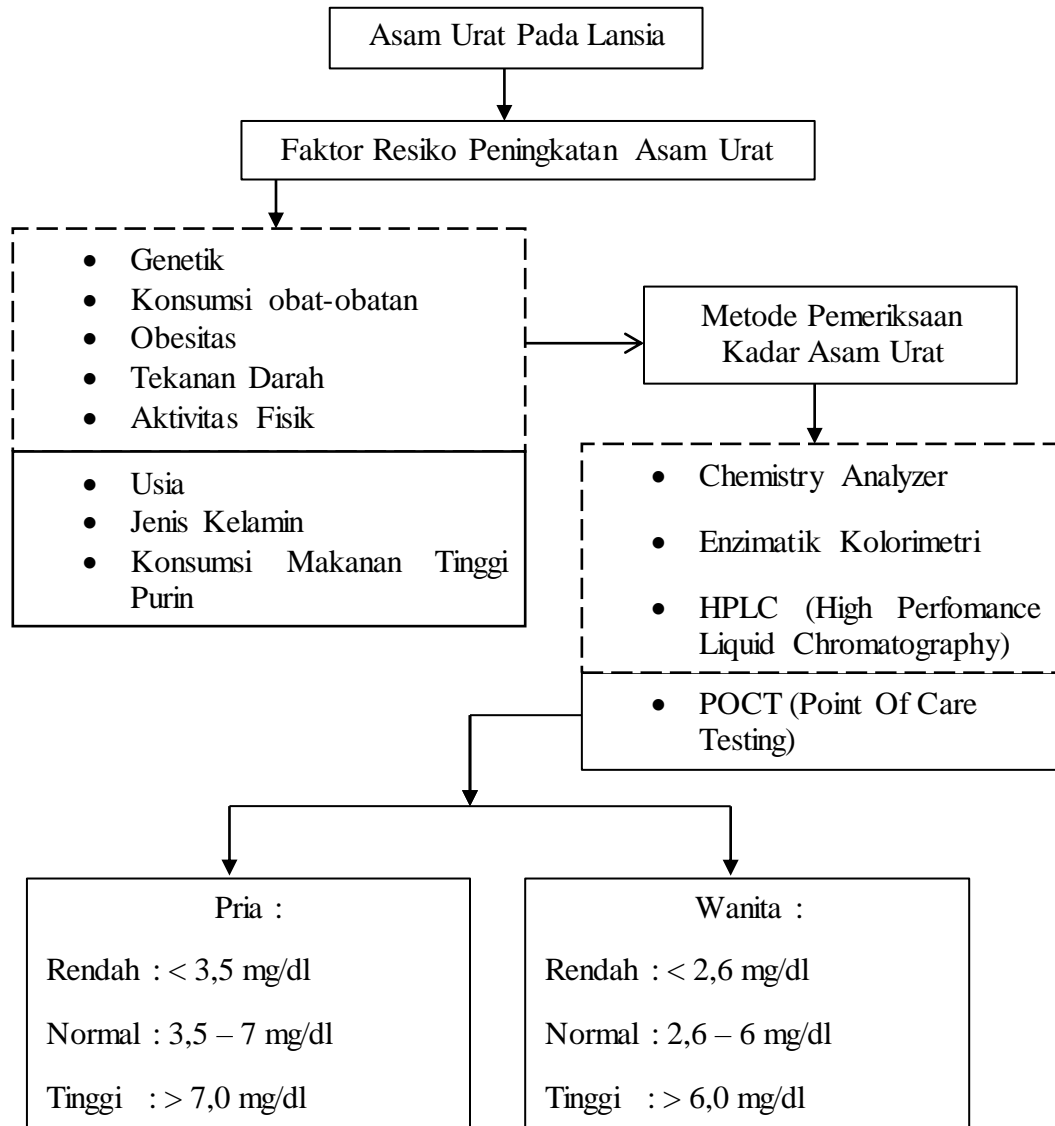 Asam Urat Pada Lansia
Faktor Resiko Peningkatan Asam Urat
• Genetik
• Konsumsi obat-obatan
• Obesitas
• Tekanan Darah
• Aktivitas Fisik
• Usia
• Jenis Kelamin
• Konsumsi Makanan Tinggi
Purin
Metode Pemeriksaan
Kadar Asam Urat
• Chemistry Analyzer
• Enzimatik Kolorimetri
• HPLC (High Perfomance
Liquid Chromatography)
• POCT (Point Of Care
Testing)
Pria :
Rendah : < 3,5 mg/dl
Normal : 3,5 – 7 mg/dl
Tinggi : > 7,0 mg/dl
Wanita :
Rendah : < 2,6 mg/dl
Normal : 2,6 – 6 mg/dl
Tinggi : > 6,0 mg/dl